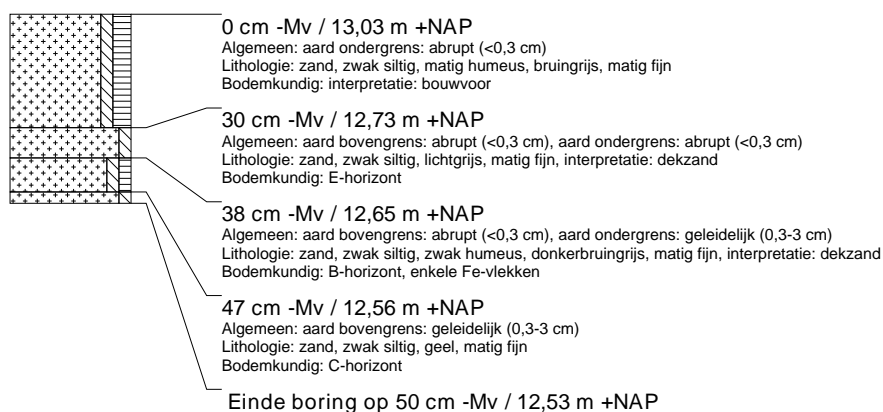 0 cm -Mv / 13,03 m +NAP
Algemeen: aard ondergrens: abrupt (<0,3 cm)
Lithologie: zand, zwak siltig, matig humeus, bruingrijs, matig fijn
Bodemkundig: interpretatie: bouwvoor
30 cm -Mv / 12,73 m +NAP
Algemeen: aard bovengrens: abrupt (<0,3 cm), aard ondergrens: abrupt (<0,3 cm)
Lithologie: zand, zwak siltig, lichtgrijs, matig fijn, interpretatie: dekzand
Bodemkundig: E-horizont
38 cm -Mv / 12,65 m +NAP
Algemeen: aard bovengrens: abrupt (<0,3 cm), aard ondergrens: geleidelijk (0,3-3 cm)
Lithologie: zand, zwak siltig, zwak humeus, donkerbruingrijs, matig fijn, interpretatie: dekzand
Bodemkundig: B-horizont, enkele Fe-vlekken
47 cm -Mv / 12,56 m +NAP
Algemeen: aard bovengrens: geleidelijk (0,3-3 cm)
Lithologie: zand, zwak siltig, geel, matig fijn
Bodemkundig: C-horizont
Einde boring op 50 cm -Mv / 12,53 m +NAP